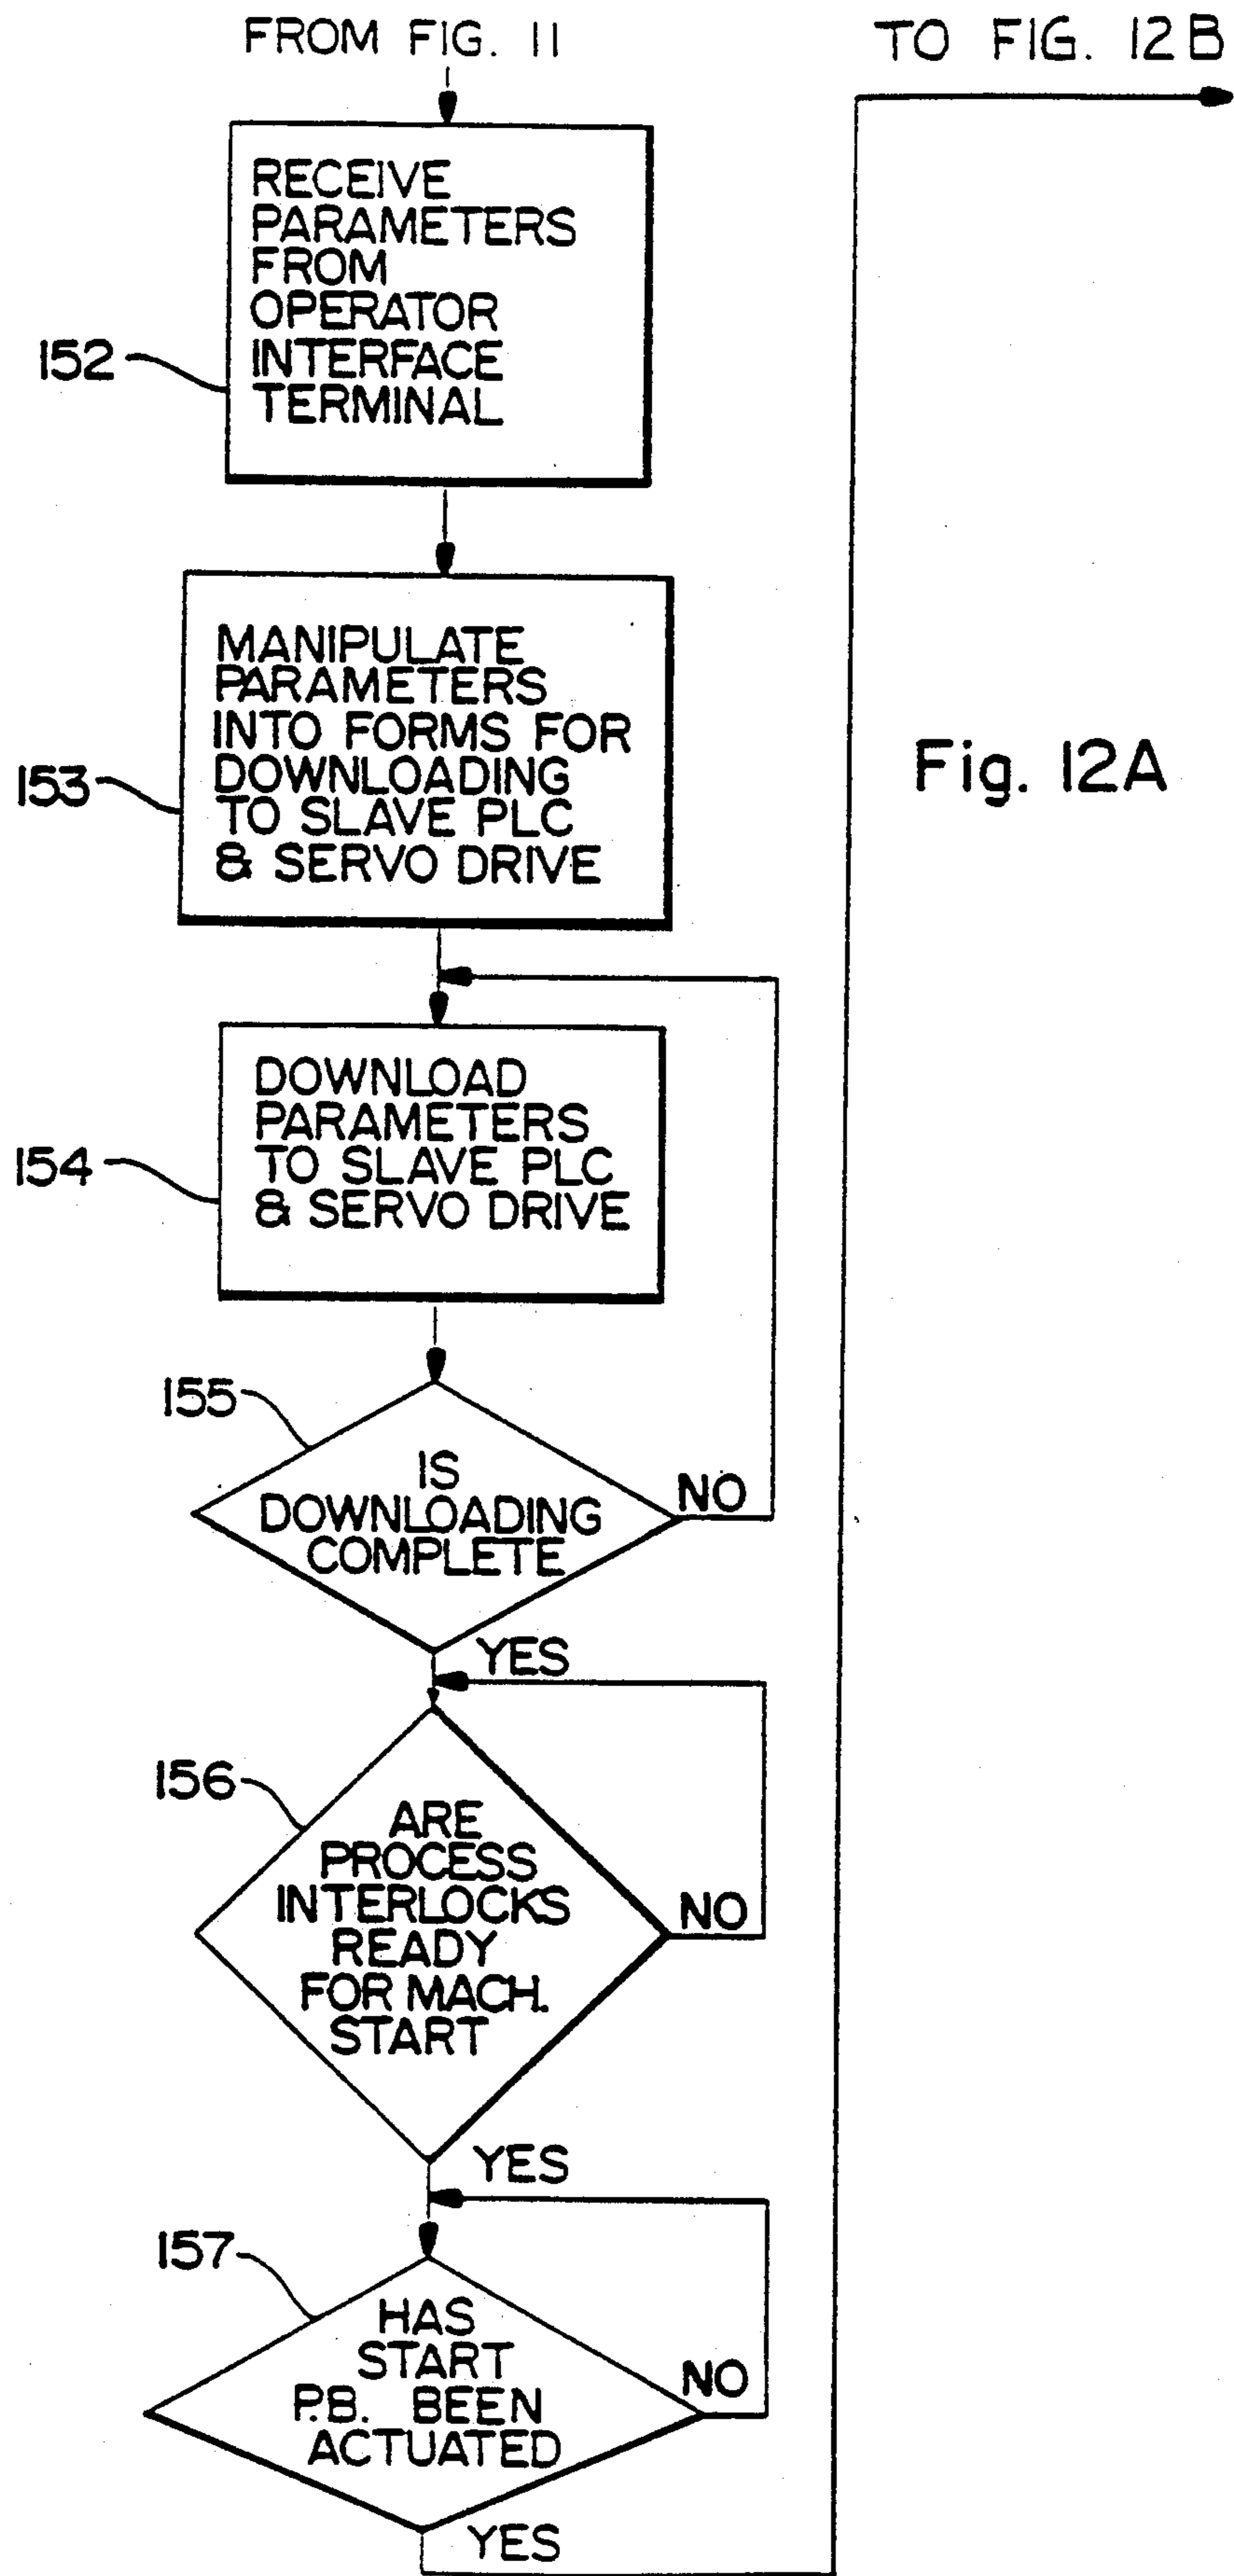 FROM FIG. 11
TO FIG. 12B
RECEIVE
PARAMETERS
FROM
OPERATOR
INTERFACE
TERMINAL
152
MANIPULATE
PARAMETERS
INTO FORMS FOR
DOWNLOADING
TO SLAVE PLC
& SERVO DRIVE
153
Fig. 12A
DOWNLOAD
PARAMETERS
TO SLAVE PLC
& SERVO DRIVE
154
155
IS
DOWNLOADING
COMPLETE
NO
YES
156
ARE
PROCESS
INTERLOCKS
READY
FOR MACH.
START
NO
YES
157
HAS
START
P.B. BEEN
ACTUATED
NO
YES